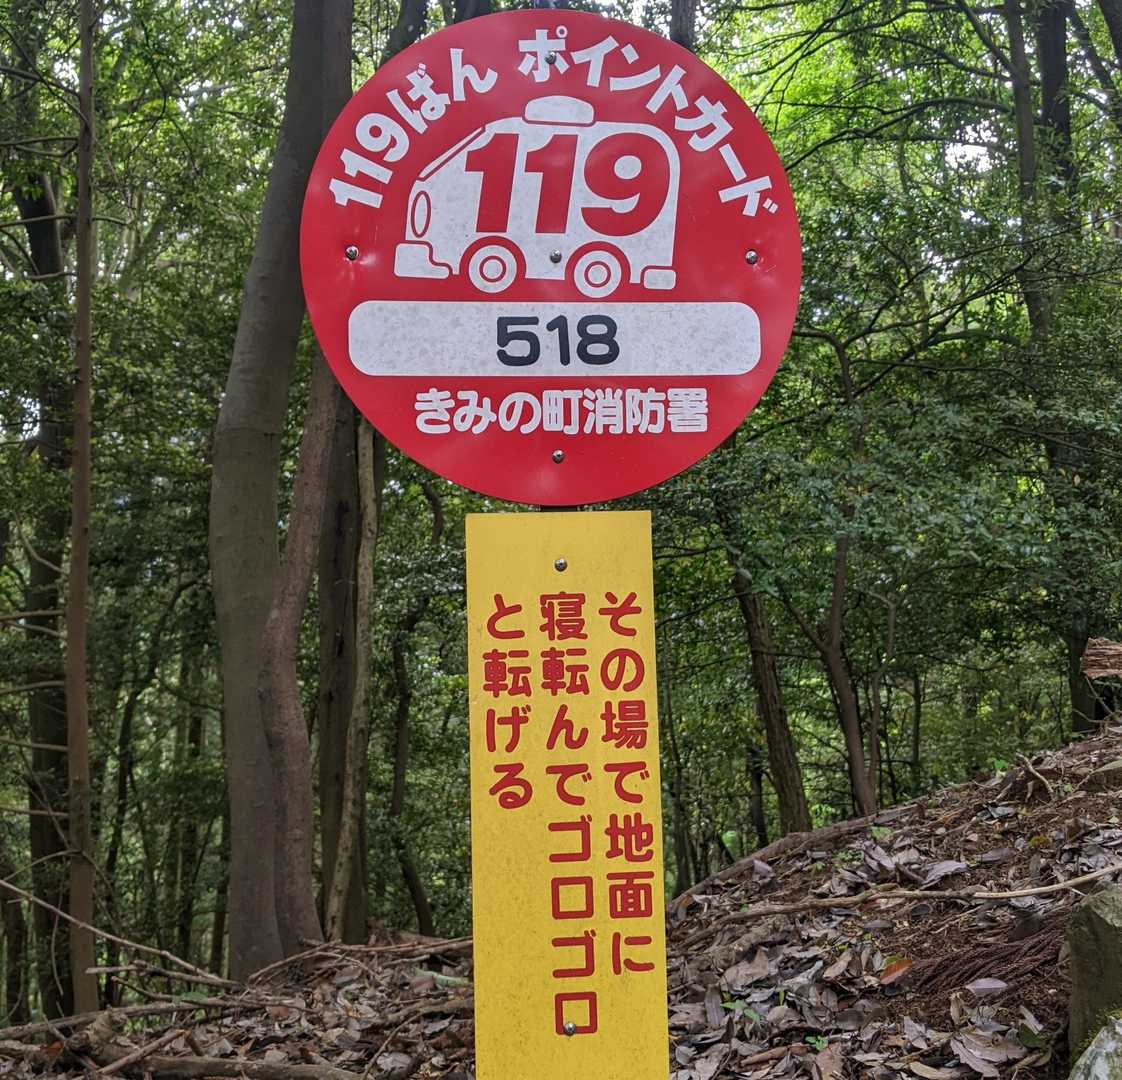 119ばん ポイントカード
119
518
きみの町消防署
その場で地面に
寝転んでゴロゴロ
と転げる